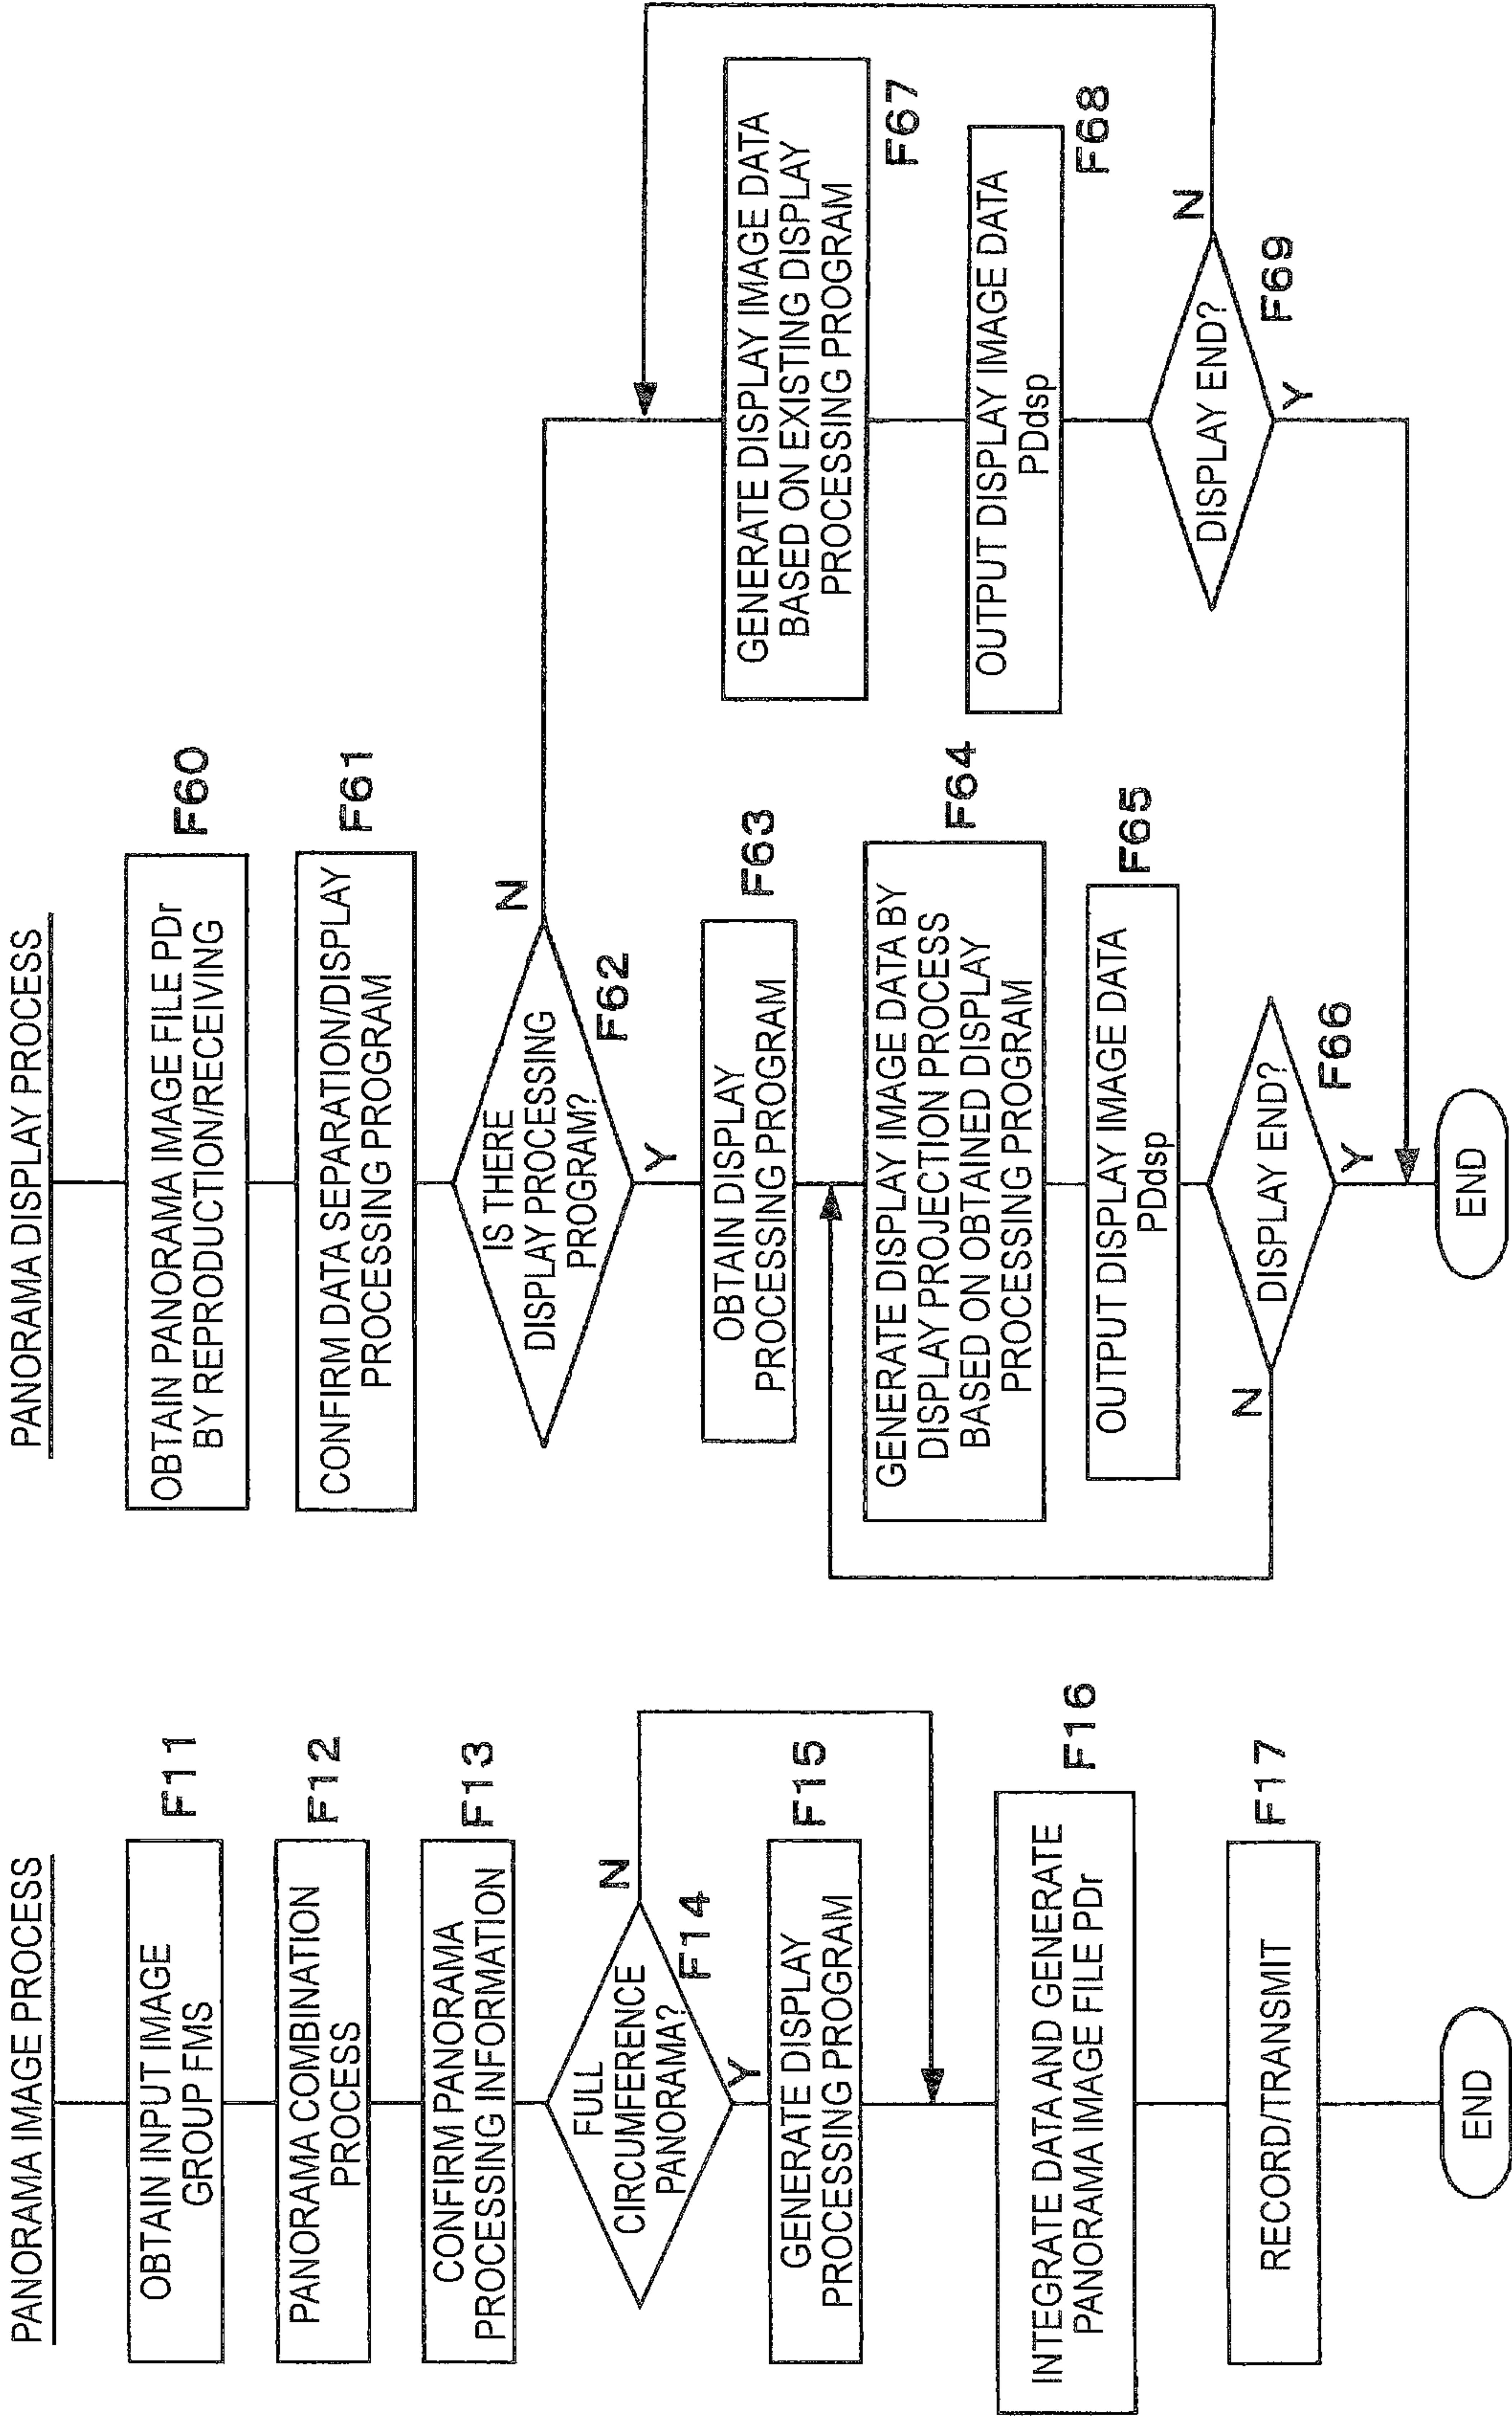 PANORAMA IMAGE PROCESS
OBTAIN INPUT IMAGE
GROUP FMS
F11
PANORAMA COMBINATION
PROCESS
F12
CONFIRM PANORAMA
PROCESSING INFORMATION
F13
FULL
CIRCUMFERENCE
PANORAMA?
F14
N
Y
GENERATE DISPLAY
PROCESSING PROGRAM
F15
INTEGRATE DATA AND GENERATE
PANORAMA IMAGE FILE PDr
F16
RECORD/TRANSMIT
F17
END
PANORAMA DISPLAY PROCESS
OBTAIN PANORAMA IMAGE FILE PDr
BY REPRODUCTION/RECEIVING
F60
CONFIRM DATA SEPARATION/DISPLAY
PROCESSING PROGRAM
F61
IS THERE
DISPLAY PROCESSING
PROGRAM?
F62
N
Y
OBTAIN DISPLAY
PROCESSING PROGRAM
F63
GENERATE DISPLAY IMAGE DATA BY
DISPLAY PROJECTION PROCESS
BASED ON OBTAINED DISPLAY
PROCESSING PROGRAM
F64
OUTPUT DISPLAY IMAGE DATA
PDdsp
F65
DISPLAY END?
F66
N
Y
GENERATE DISPLAY IMAGE DATA
BASED ON EXISTING DISPLAY
PROCESSING PROGRAM
F67
OUTPUT DISPLAY IMAGE DATA
PDdsp
F68
DISPLAY END?
F69
N
Y
END